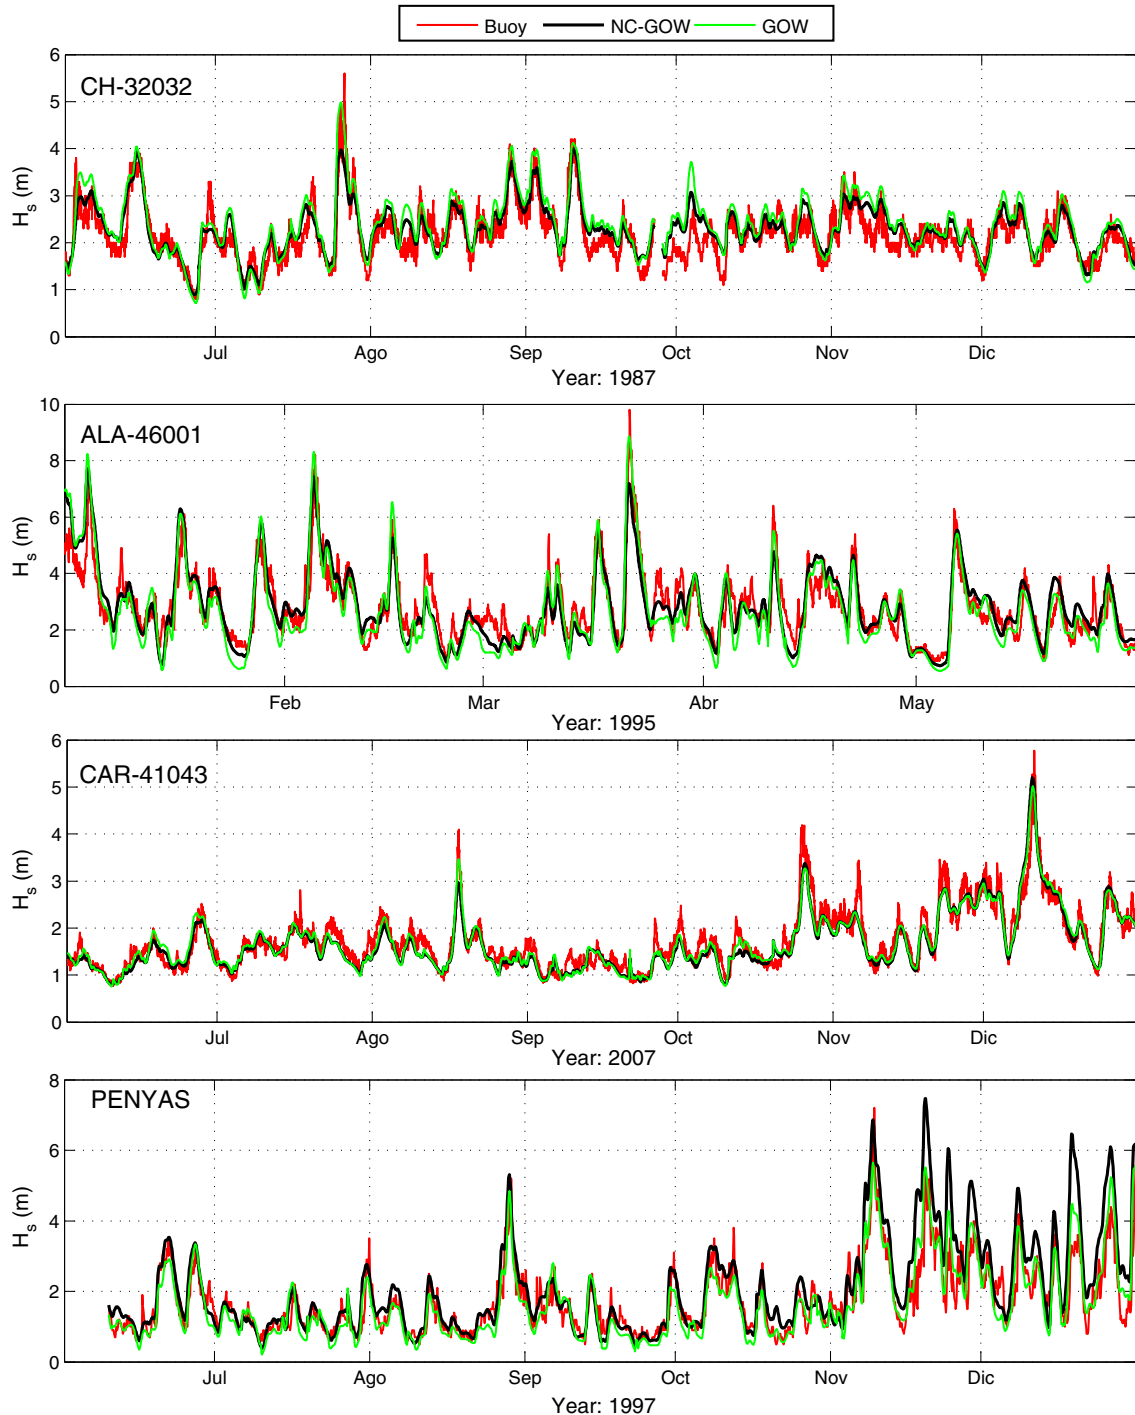 Buoy NC-GOW GOW
CH-32032
6
5
4
3
2
1
0
H_s (m)
Jul Ago Sep Oct Nov Dic
Year: 1987
ALA-46001
10
8
6
4
2
0
H_s (m)
Feb Mar Abr May
Year: 1995
CAR-41043
6
5
4
3
2
1
0
H_s (m)
Jul Ago Sep Oct Nov Dic
Year: 2007
PENYAS
8
6
4
2
0
H_s (m)
Jul Ago Sep Oct Nov Dic
Year: 1997